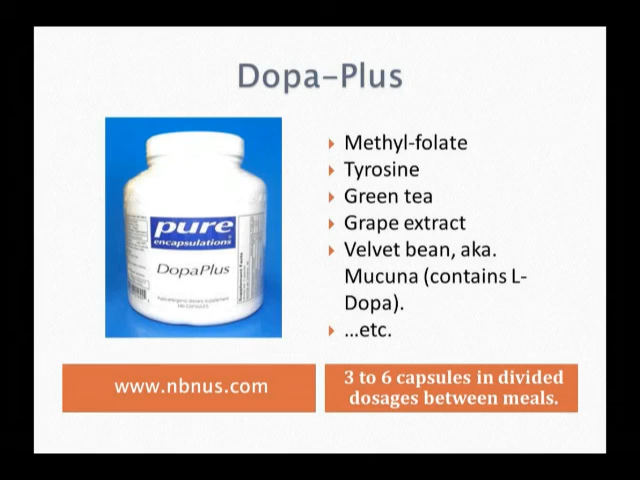 Dopa-Plus
pure
encapsulations
DopaPlus
Methyl-folate
Tyrosine
Green tea
Grape extract
Velvet bean, aka.
Mucuna (contains L-
Dopa).
...etc.
www.nbnus.com
3 to 6 capsules in divided
dosages between meals.